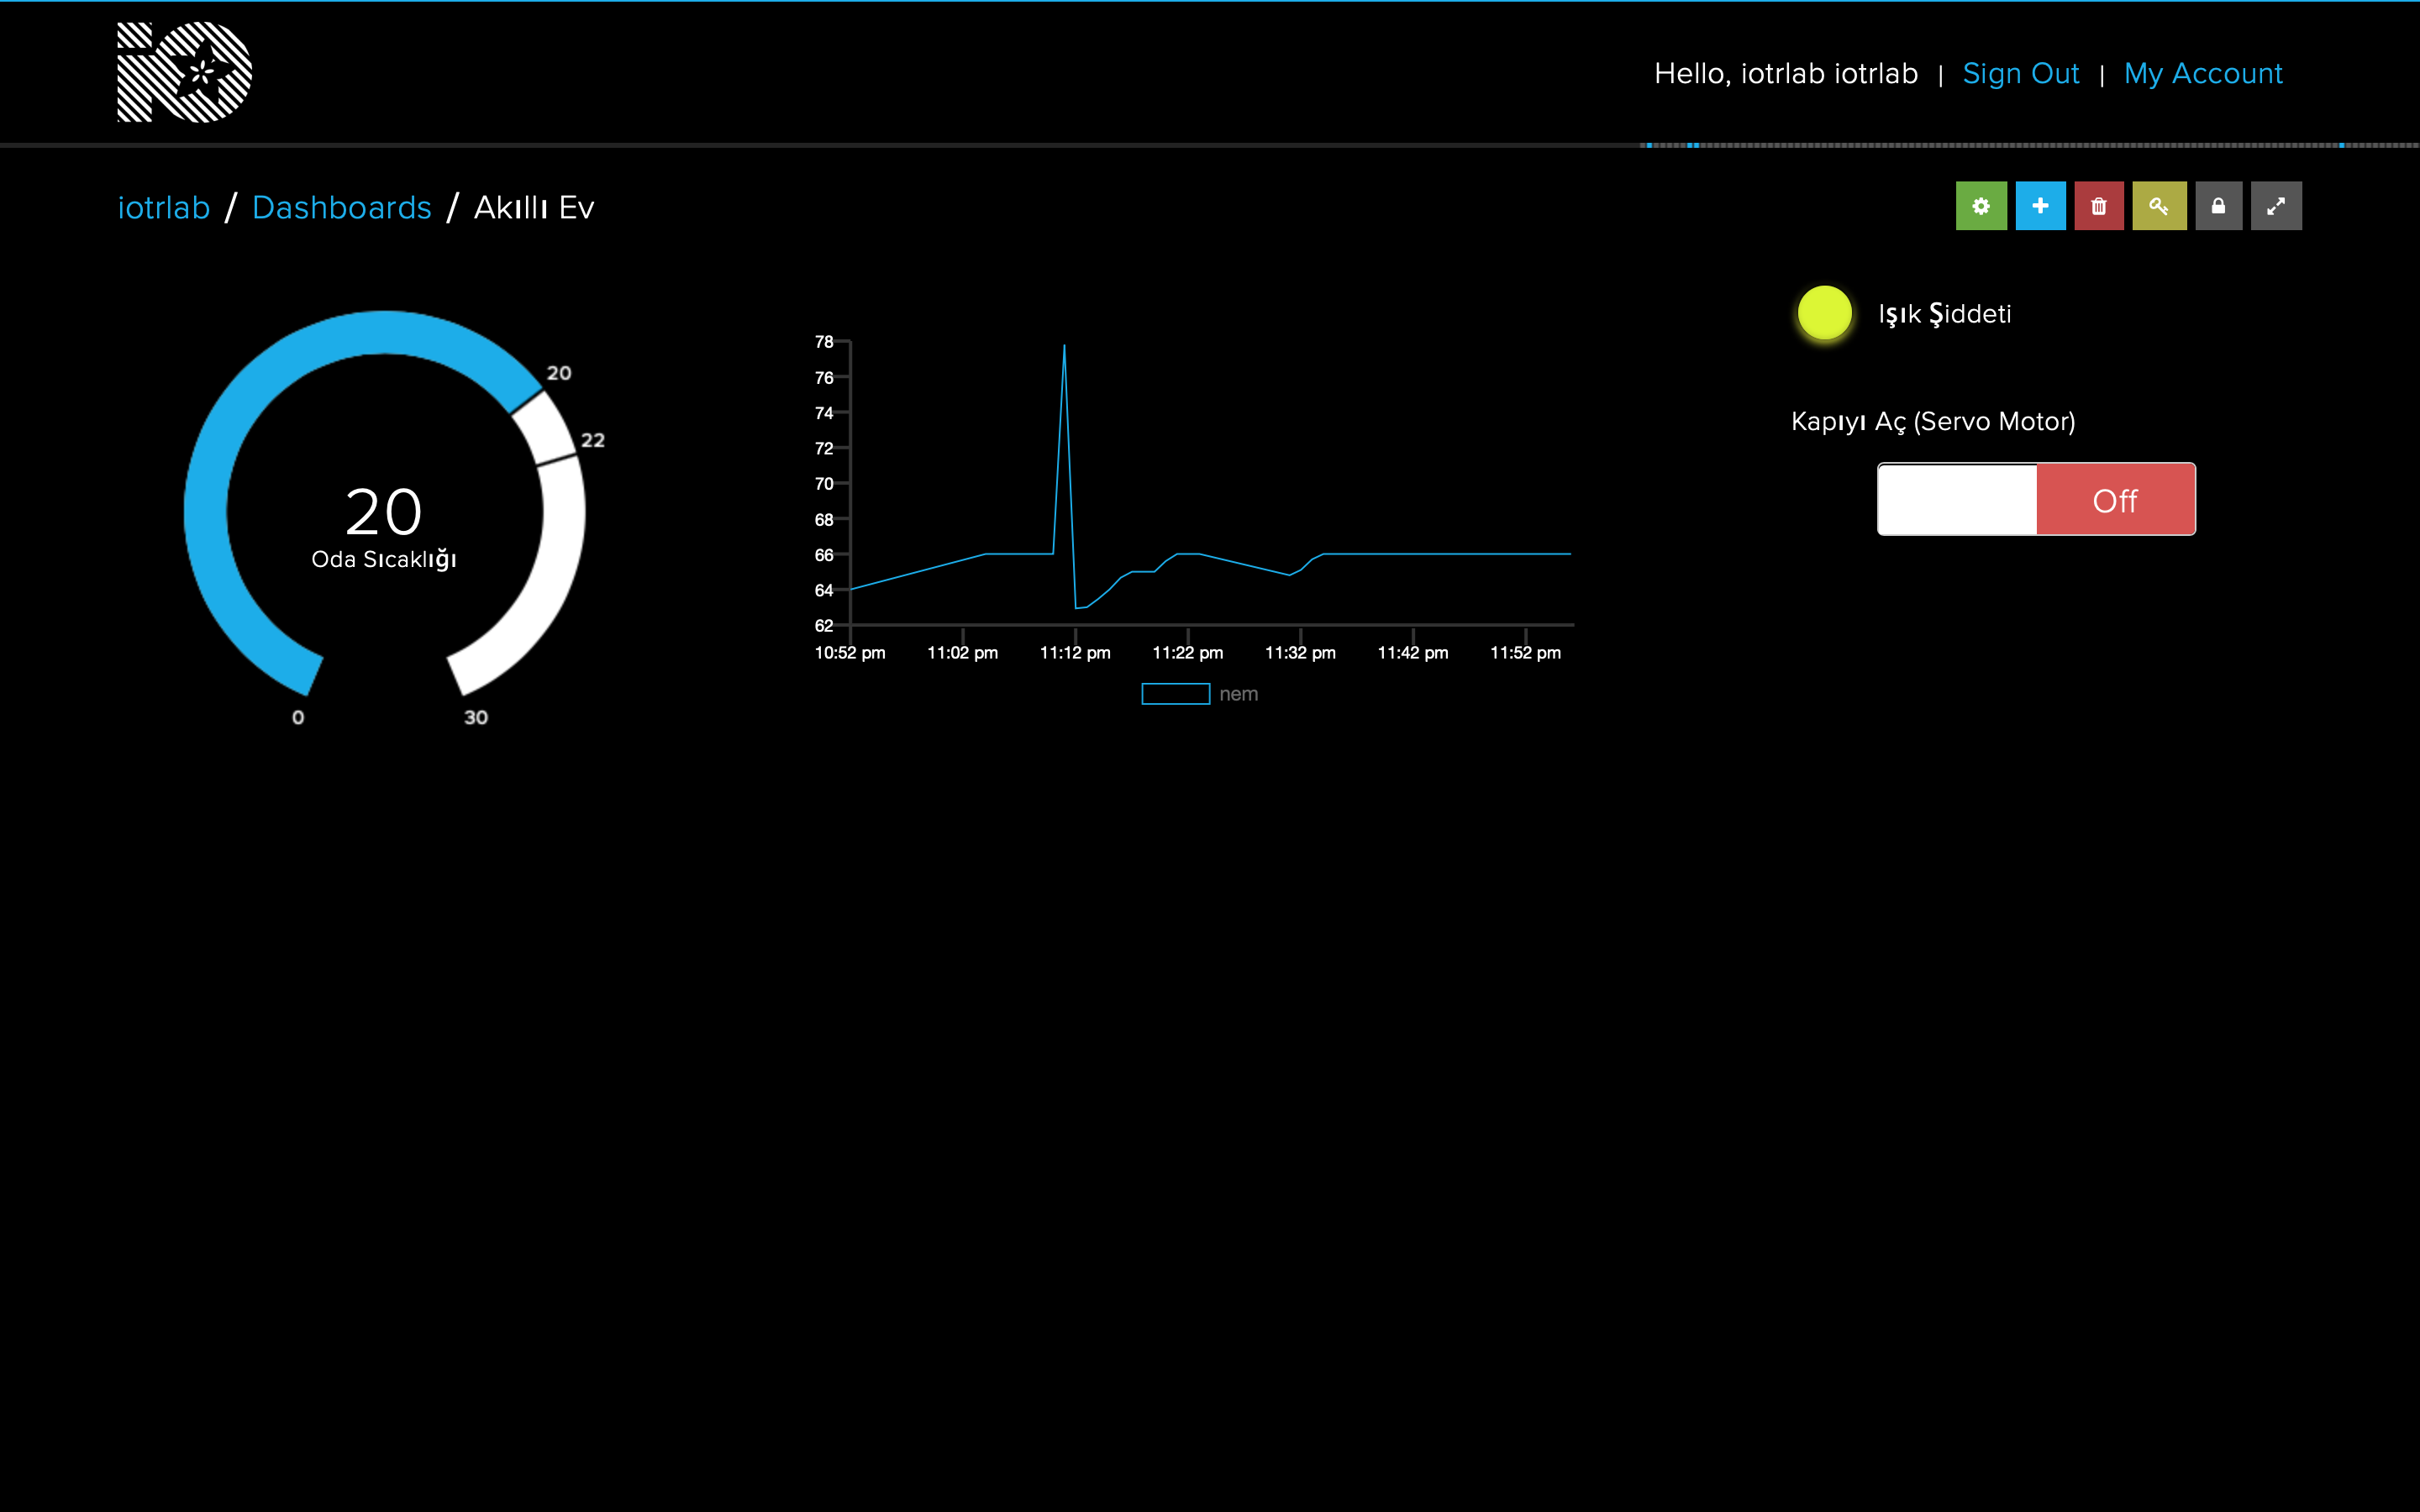 Hello, iotrlab iotrlab | Sign Out | My Account
iotrlab / Dashboards / Akıllı Ev
20
22
20
Oda Sıcaklığı
0
30
78
76
74
72
70
68
66
64
62
10:52 pm 11:02 pm 11:12 pm 11:22 pm 11:32 pm 11:42 pm 11:52 pm
nem
Işık Şiddeti
Kapıyı Aç (Servo Motor)
Off